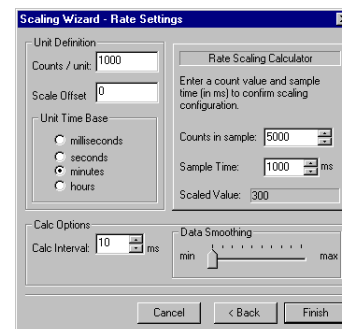 Scaling Wizard - Rate Settings
Unit Definition
Counts / unit: 1000
Scale Offset 0
Unit Time Base
milliseconds
seconds
minutes
hours
Rate Scaling Calculator
Enter a count value and sample
time (in ms) to confirm scaling
configuration.
Counts in sample: 5000
Sample Time: 1000 ms
Scaled Value: 300
Calc Options
Calc Interval: 10 ms
Data Smoothing
min max
Cancel < Back Finish